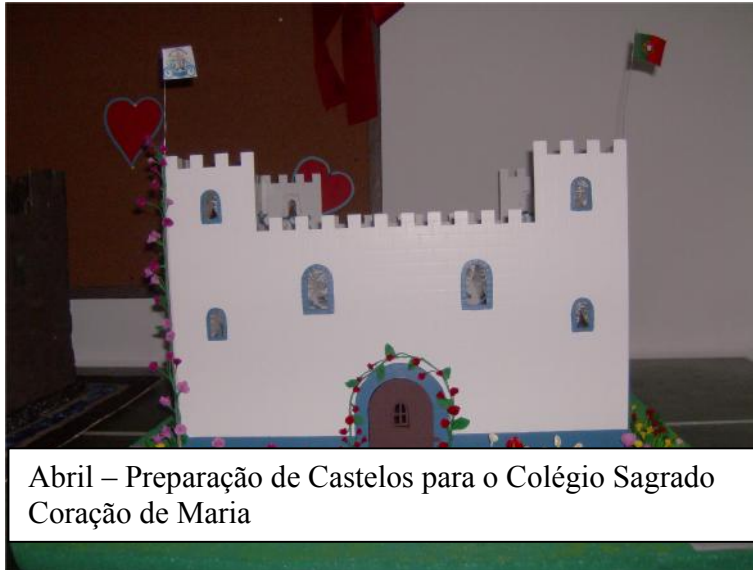 Abril – Preparação de Castelos para o Colégio Sagrado
Coração de Maria